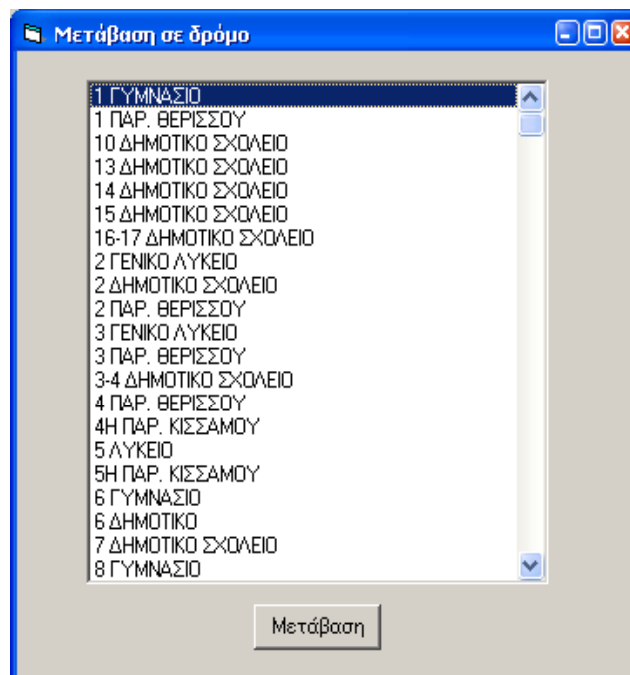 Μετάβαση σε δρόμο
1 ΓΥΜΝΑΣΙΟ
1 ΠΑΡ. ΘΕΡΙΣΣΟΥ
10 ΔΗΜΟΤΙΚΟ ΣΧΟΛΕΙΟ
13 ΔΗΜΟΤΙΚΟ ΣΧΟΛΕΙΟ
14 ΔΗΜΟΤΙΚΟ ΣΧΟΛΕΙΟ
15 ΔΗΜΟΤΙΚΟ ΣΧΟΛΕΙΟ
16-17 ΔΗΜΟΤΙΚΟ ΣΧΟΛΕΙΟ
2 ΓΕΝΙΚΟ ΛΥΚΕΙΟ
2 ΔΗΜΟΤΙΚΟ ΣΧΟΛΕΙΟ
2 ΠΑΡ. ΘΕΡΙΣΣΟΥ
3 ΓΕΝΙΚΟ ΛΥΚΕΙΟ
3 ΠΑΡ. ΘΕΡΙΣΣΟΥ
3-4 ΔΗΜΟΤΙΚΟ ΣΧΟΛΕΙΟ
4 ΠΑΡ. ΘΕΡΙΣΣΟΥ
4Η ΠΑΡ. ΚΙΣΣΑΜΟΥ
5 ΛΥΚΕΙΟ
5Η ΠΑΡ. ΚΙΣΣΑΜΟΥ
6 ΓΥΜΝΑΣΙΟ
6 ΔΗΜΟΤΙΚΟ
7 ΔΗΜΟΤΙΚΟ ΣΧΟΛΕΙΟ
8 ΓΥΜΝΑΣΙΟ
Μετάβαση